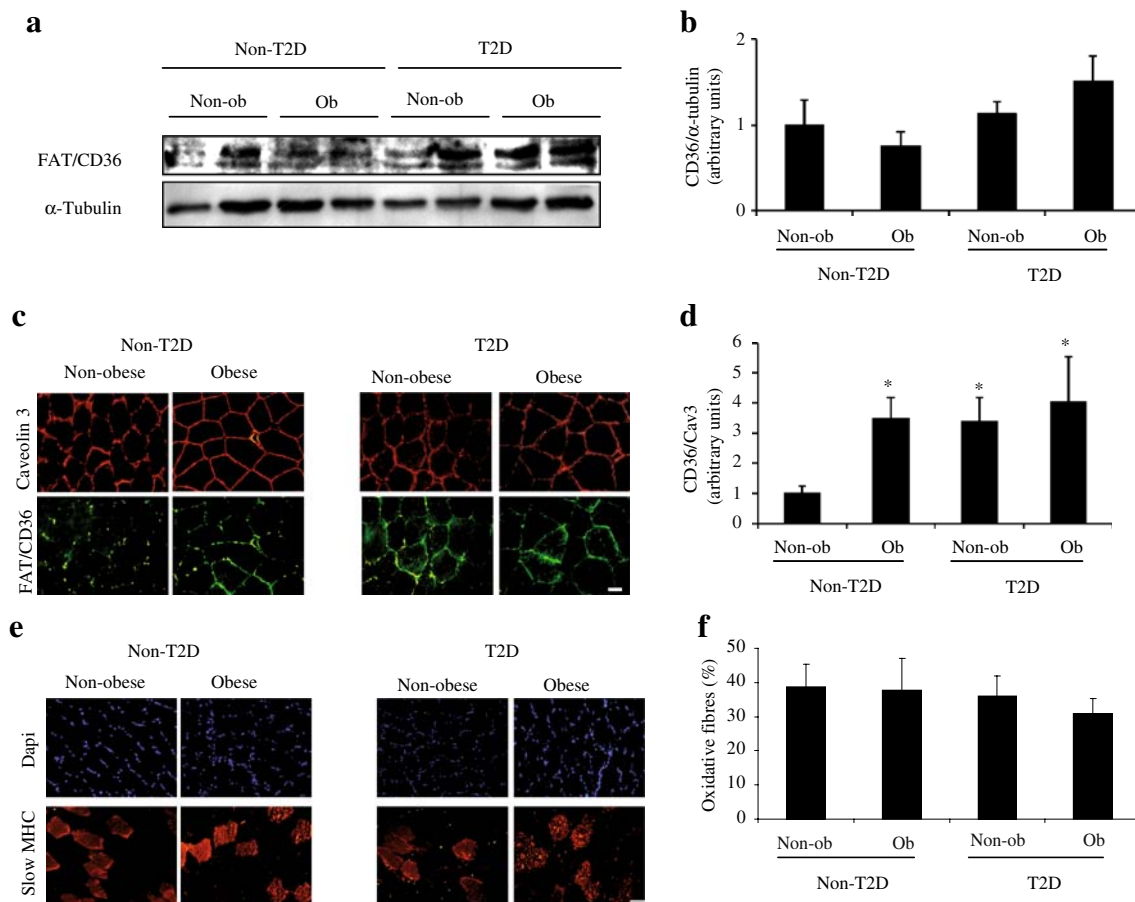 a
Non-T2D T2D
Non-ob Ob Non-ob Ob
FAT/CD36
α-Tubulin
b
CD36/α-tubulin
(arbitrary units)
2
1
0
Non-ob Ob Non-ob Ob
Non-T2D T2D
c
Non-T2D T2D
Non-obese Obese Non-obese Obese
Caveolin 3
FAT/CD36
d
CD36/Cav3
(arbitrary units)
6
5
4
3
2
1
0
* * *
Non-ob Ob Non-ob Ob
Non-T2D T2D
e
Non-T2D T2D
Non-obese Obese Non-obese Obese
Dapi
Slow MHC
f
Oxidative fibres (%)
50
40
30
20
10
0
Non-ob Ob Non-ob Ob
Non-T2D T2D